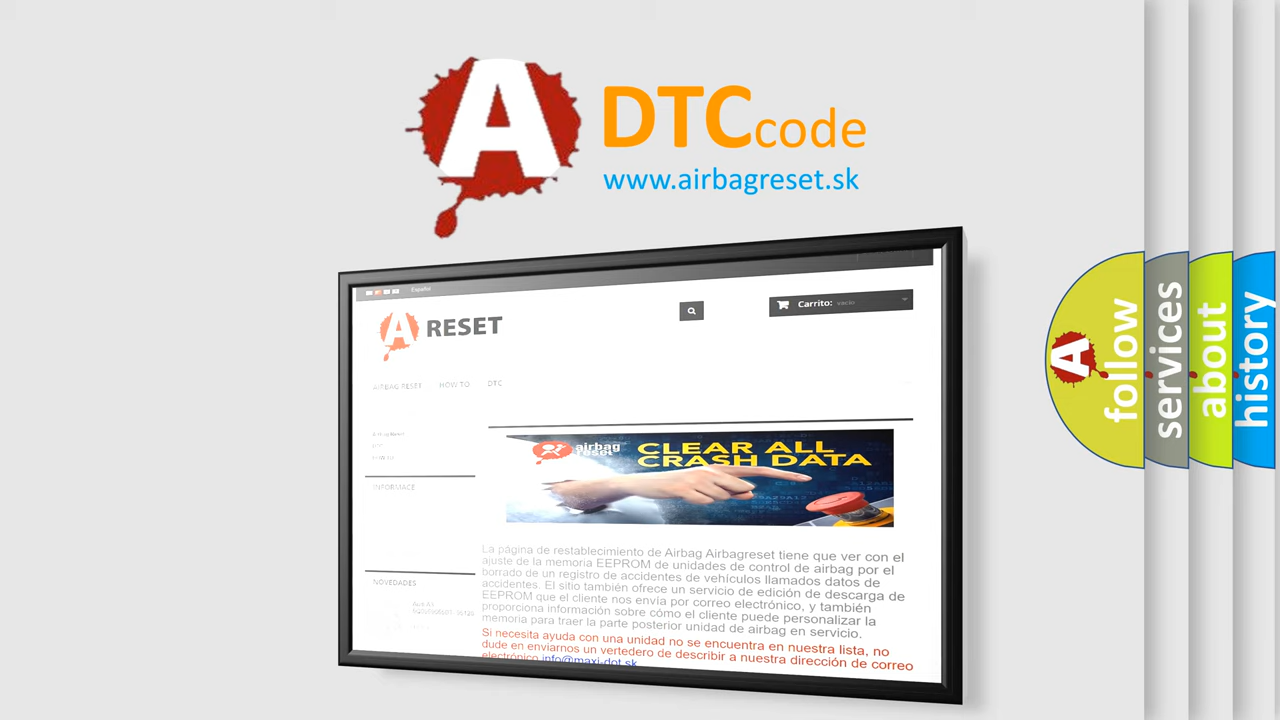 A DTCcode
www.airbagreset.sk
Español
Carrito: vacío
A RESET
AIRBAG RESET HOW TO DTC
INFORMACE
airbag
reset
CLEAR ALL
CRASH DATA
La página de restablecimiento de Airbag Airbagreset tiene que ver con el
ajuste de la memoria EEPROM de unidades de control de airbag por el
borrado de un registro de accidentes de vehículos llamados datos de
accidentes. El sitio también ofrece un servicio de edición de descarga de
EEPROM que el cliente nos envía por correo electrónico, y también
proporciona información sobre cómo el cliente puede personalizar la
memoria para traer la parte posterior unidad de airbag en servicio.
Si necesita ayuda con una unidad no se encuentra en nuestra lista, no
dude en enviarnos un vertedero de describir a nuestra dirección de correo
electrónico info@maxi-dot.sk
NOVEDADES
A
follow
services
about
history